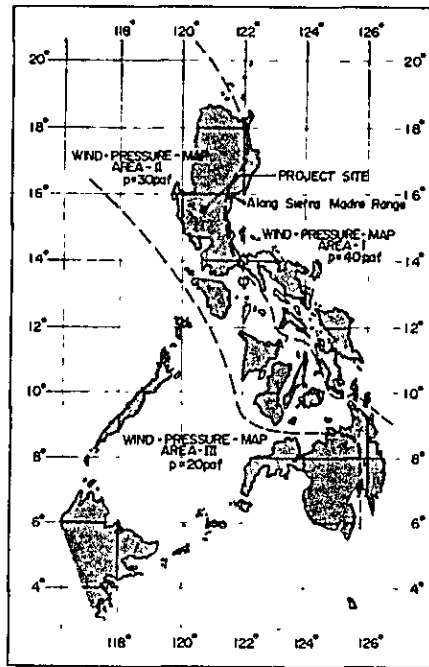 118° 120° 122° 124° 126°
20° 20°
18° 18°
WIND-PRESSURE-MAP
AREA-II
p=30psf
PROJECT SITE
16° 16°
Along Sierra Madre Range
WIND-PRESSURE-MAP
AREA-I
p=40psf
14° 14°
12° 12°
10° 10°
WIND-PRESSURE-MAP
AREA-III
p=20psf
8° 8°
6° 6°
4° 4°
118° 120° 122° 124° 126°